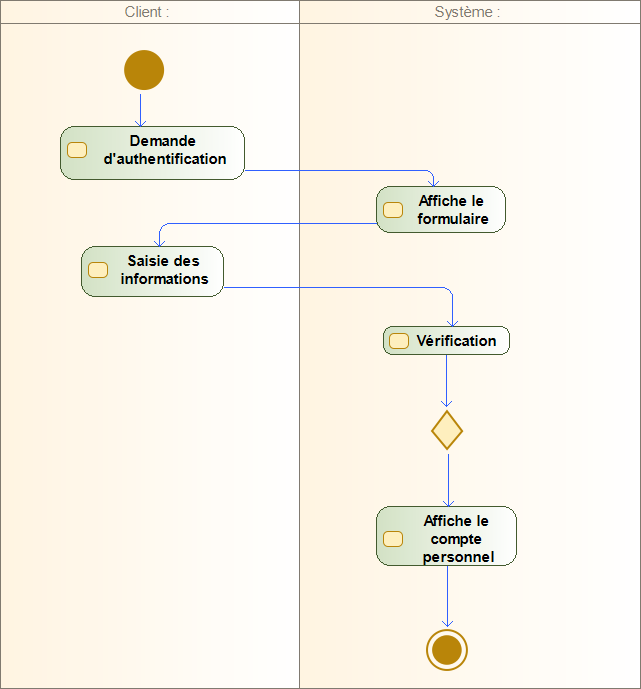 Client :
Système :
Demande
d'authentification
Affiche le
formulaire
Saisie des
informations
Vérification
Affiche le
compte
personnel